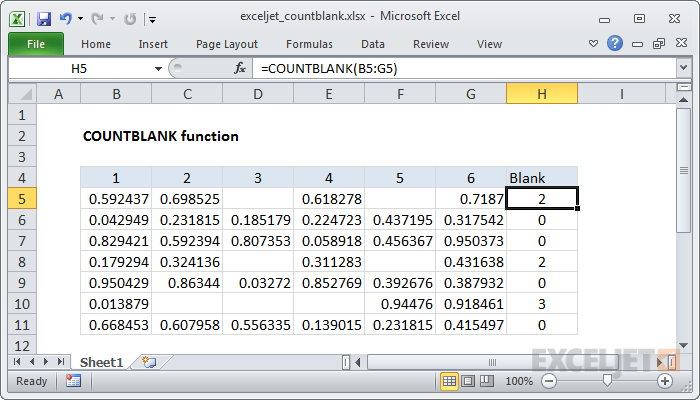 exceljet_countblank.xlsx - Microsoft Excel
File Home Insert Page Layout Formulas Data Review View
H5 fx =COUNTBLANK(B5:G5)
A B C D E F G H I
1
2 COUNTBLANK function
3
4 1 2 3 4 5 6 Blank
5 0.592437 0.698525 0.618278 0.7187 2
6 0.042949 0.231815 0.185179 0.224723 0.437195 0.317542 0
7 0.829421 0.592394 0.807353 0.058918 0.456367 0.950373 0
8 0.179294 0.324136 0.311283 0.431638 2
9 0.950429 0.86344 0.03272 0.852769 0.392676 0.387932 0
10 0.013879 0.94476 0.918461 3
11 0.668453 0.607958 0.556335 0.139015 0.231815 0.415497 0
12
Sheet1
EXCELJET
Ready 100%